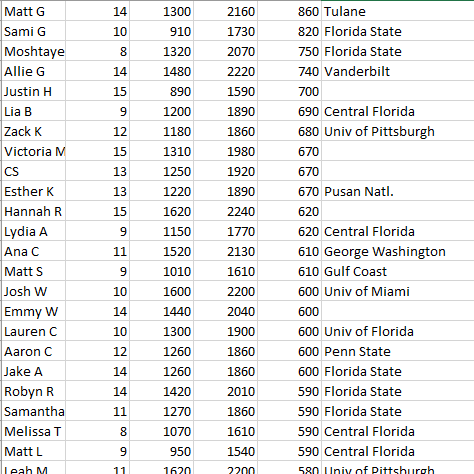 Matt G 14 1300 2160 860 Tulane
Sami G 10 910 1730 820 Florida State
Moshtaye 8 1320 2070 750 Florida State
Allie G 14 1480 2220 740 Vanderbilt
Justin H 15 890 1590 700
Lia B 9 1200 1890 690 Central Florida
Zack K 12 1180 1860 680 Univ of Pittsburgh
Victoria M 15 1310 1980 670
CS 13 1250 1920 670
Esther K 13 1220 1890 670 Pusan Natl.
Hannah R 15 1620 2240 620
Lydia A 9 1150 1770 620 Central Florida
Ana C 11 1520 2130 610 George Washington
Matt S 9 1010 1610 610 Gulf Coast
Josh W 10 1600 2200 600 Univ of Miami
Emmy W 14 1440 2040 600
Lauren C 10 1300 1900 600 Univ of Florida
Aaron C 12 1260 1860 600 Penn State
Jake A 14 1260 1860 600 Florida State
Robyn R 14 1420 2010 590 Florida State
Samantha 11 1270 1860 590 Florida State
Melissa T 8 1070 1610 590 Central Florida
Matt L 9 950 1540 590 Central Florida
Leah M 11 1620 2200 580 Univ of Pittsburgh